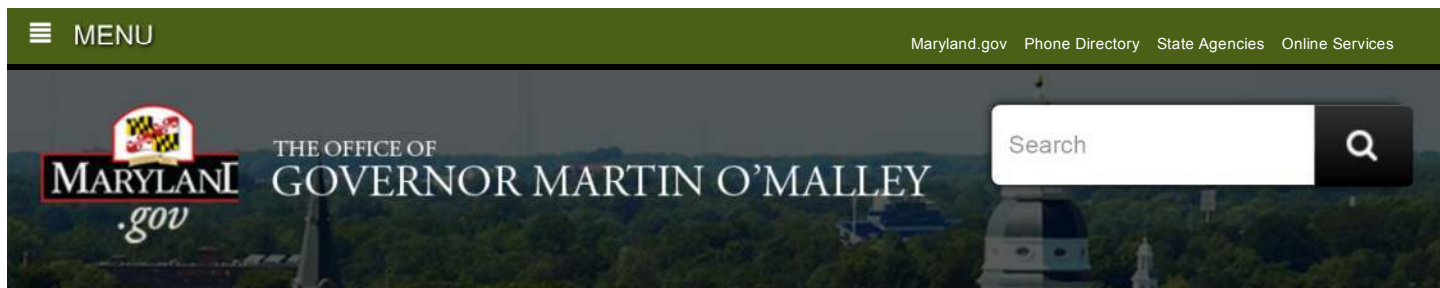 MENU
Maryland.gov Phone Directory State Agencies Online Services
MARYLAND
.gov
THE OFFICE OF
GOVERNOR MARTIN O'MALLEY
Search